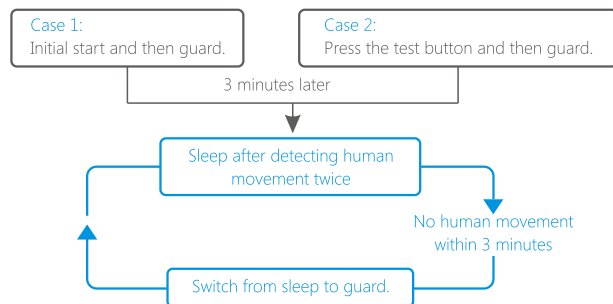 Case 1:
Initial start and then guard.
Case 2:
Press the test button and then guard.
3 minutes later
Sleep after detecting human
movement twice
No human movement
within 3 minutes
Switch from sleep to guard.